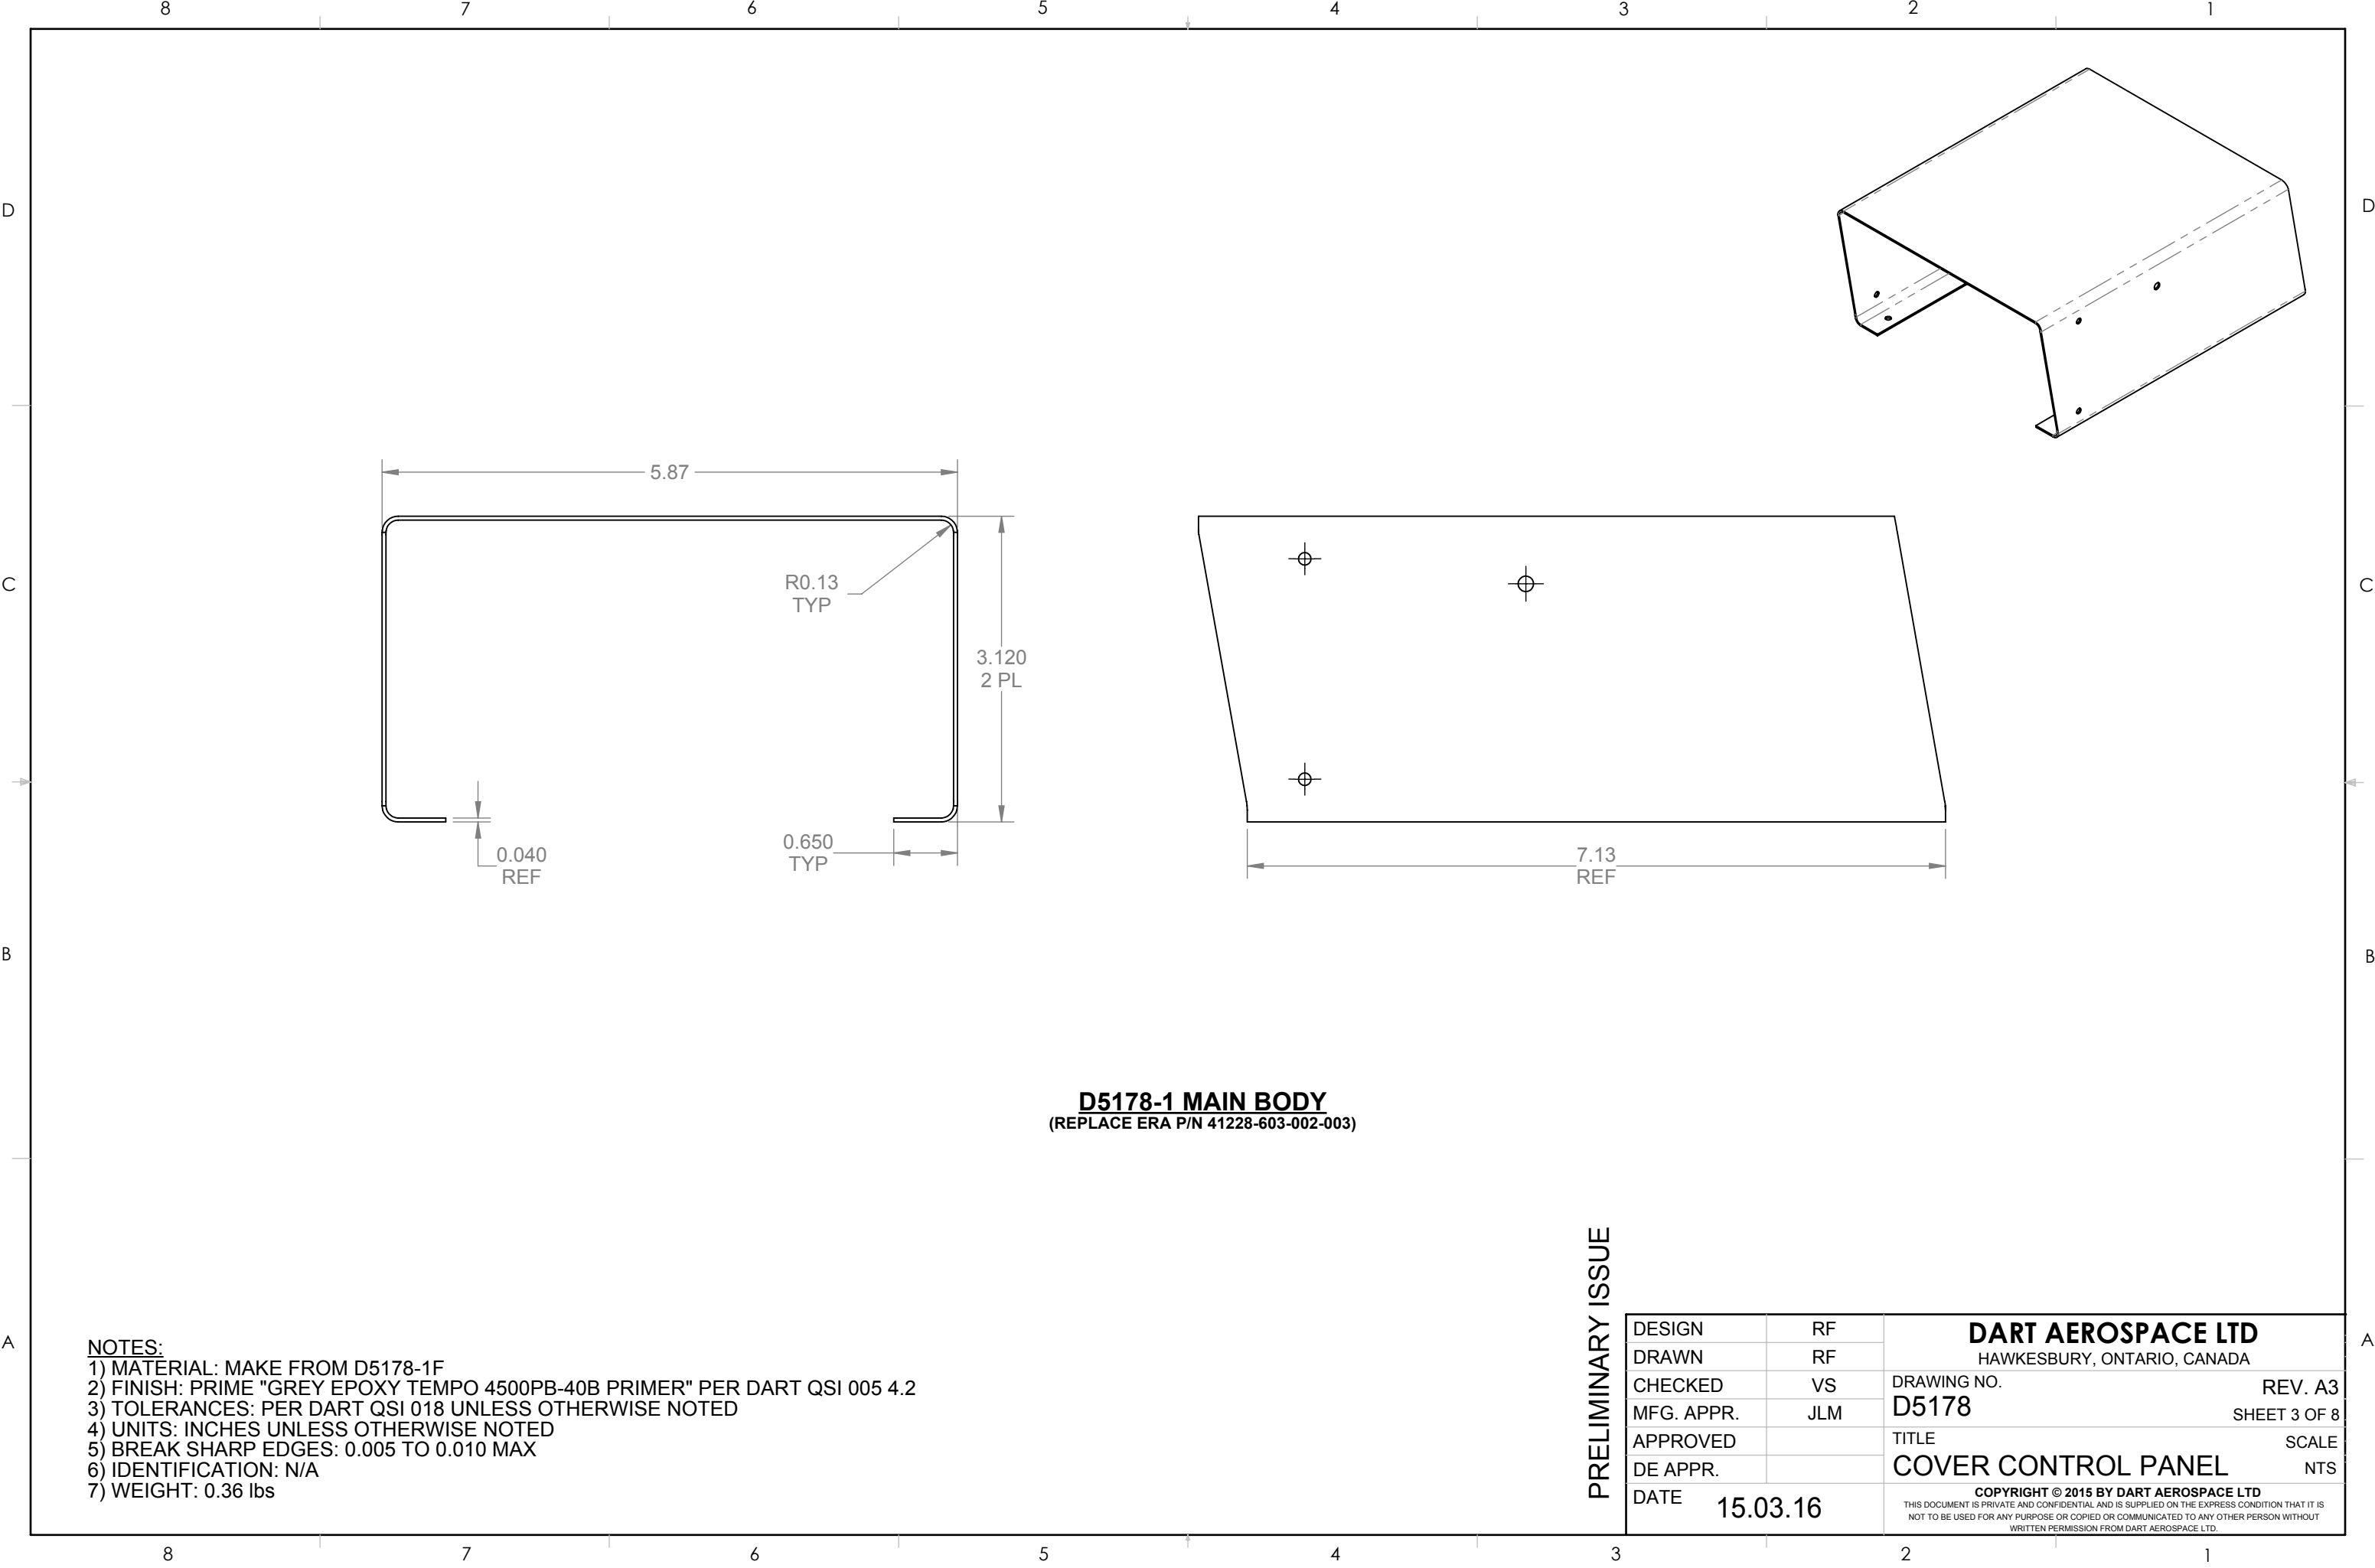 8 7 6 5 4 3 2 1
D
D
5.87
R0.13
TYP
C
C
3.120
2 PL
0.040
REF
0.650
TYP
7.13
REF
B
B
D5178-1 MAIN BODY
(REPLACE ERA P/N 41228-603-002-003)
PRELIMINARY ISSUE
A
A
NOTES:
1) MATERIAL: MAKE FROM D5178-1F
2) FINISH: PRIME "GREY EPOXY TEMPO 4500PB-40B PRIMER" PER DART QSI 005 4.2
3) TOLERANCES: PER DART QSI 018 UNLESS OTHERWISE NOTED
4) UNITS: INCHES UNLESS OTHERWISE NOTED
5) BREAK SHARP EDGES: 0.005 TO 0.010 MAX
6) IDENTIFICATION: N/A
7) WEIGHT: 0.36 lbs
DESIGN RF
DRAWN RF
CHECKED VS
MFG. APPR. JLM
APPROVED
DE APPR.
DATE 15.03.16
DART AEROSPACE LTD
HAWKESBURY, ONTARIO, CANADA
DRAWING NO. REV. A3
D5178 SHEET 3 OF 8
TITLE SCALE
COVER CONTROL PANEL NTS
COPYRIGHT © 2015 BY DART AEROSPACE LTD
THIS DOCUMENT IS PRIVATE AND CONFIDENTIAL AND IS SUPPLIED ON THE EXPRESS CONDITION THAT IT IS
NOT TO BE USED FOR ANY PURPOSE OR COPIED OR COMMUNICATED TO ANY OTHER PERSON WITHOUT
WRITTEN PERMISSION FROM DART AEROSPACE LTD.
8 7 6 5 4 3 2 1